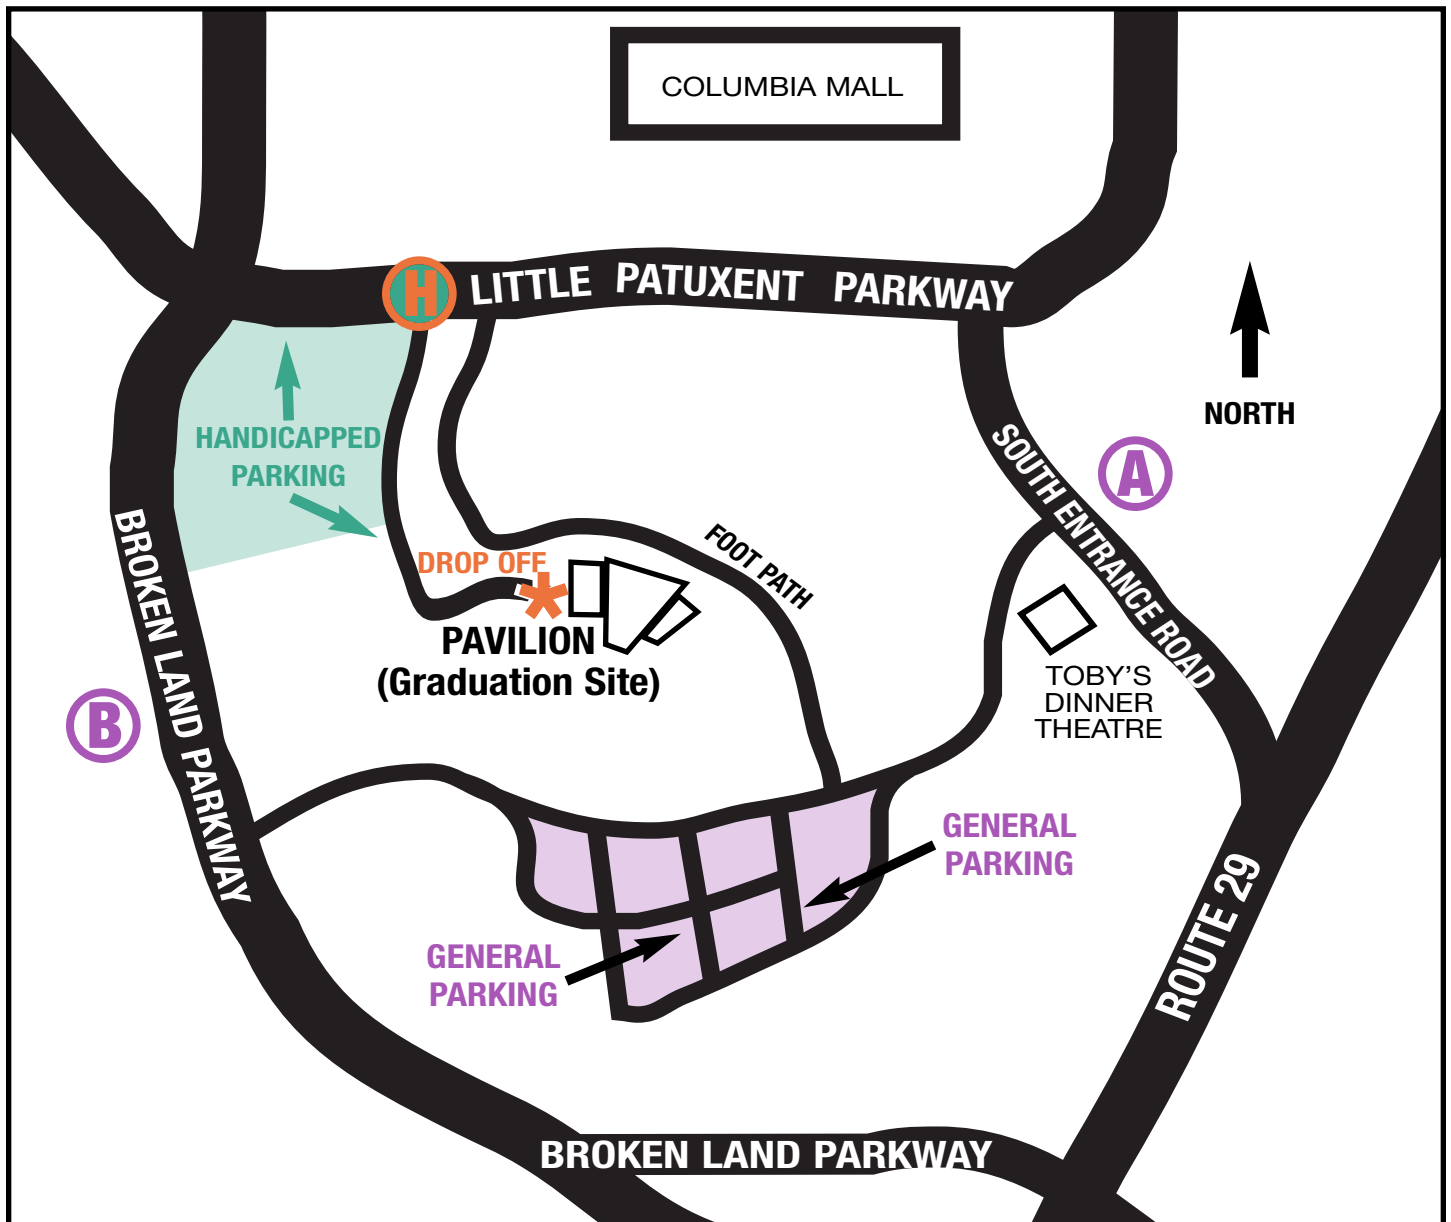 COLUMBIA MALL
H
LITTLE PATUXENT PARKWAY
NORTH
HANDICAPPED
PARKING
SOUTH ENTRANCE ROAD
A
BROKEN LAND PARKWAY
DROP OFF
FOOT PATH
PAVILION
(Graduation Site)
TOBY'S
DINNER
THEATRE
B
GENERAL
PARKING
ROUTE 29
GENERAL
PARKING
BROKEN LAND PARKWAY